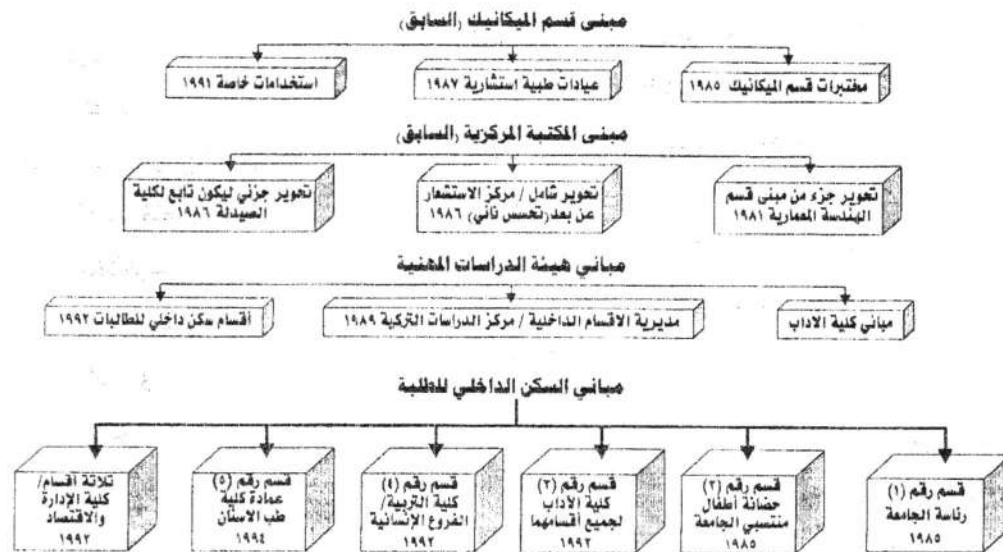 مبنى قسم الميكانيك (السابق)
مختبرات قسم الميكانيك ١٩٨٥
عيادات طبية استشارية ١٩٨٧
استخدامات خاصة ١٩٩١
مبنى المكتبة المركزية (السابق)
تحوير جزء من مبنى قسم
الهندسة المعمارية ١٩٨١
تحوير شامل / مركز الاستشعار
عن بعد (تحسس نائي) ١٩٨٦
تحوير جزئي ليكون تابع لكلية
الصيدلة ١٩٨٦
مباني هيئة الدراسات المهنية
مباني كلية الاداب
مديرية الاقسام الداخلية / مركز الدراسات التركية ١٩٨٩
أقسام سكن داخلي للطالبات ١٩٩٢
مباني السكن الداخلي للطلبة
قسم رقم (١)
رئاسة الجامعة
١٩٨٥
قسم رقم (٢)
حضانة أطفال
منتسبي الجامعة
١٩٨٥
قسم رقم (٣)
كلية الاداب
لجميع أقسامهما
١٩٩٢
قسم رقم (٤)
كلية التربية/
الفروع الإنسانية
١٩٩٢
قسم رقم (٥)
عمادة كلية
طب الاسنان
١٩٩٤
ثلاثة أقسام/
كلية الإدارة
والاقتصاد
١٩٩٢